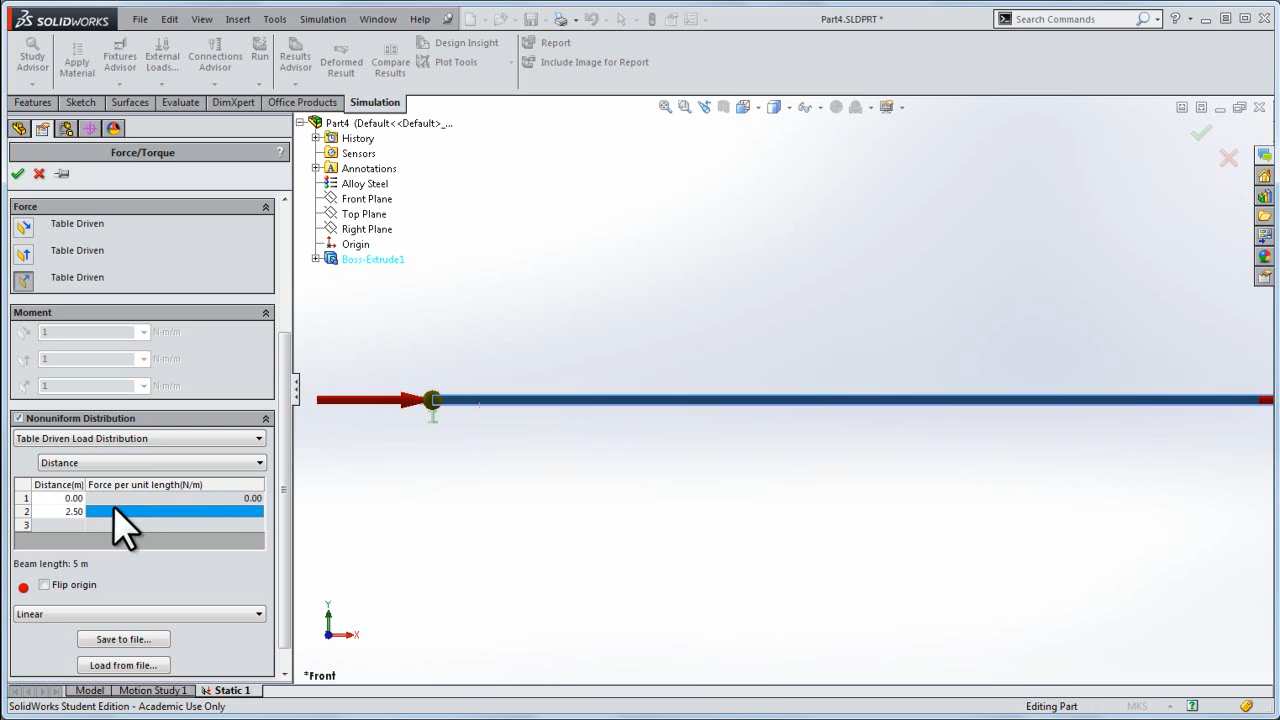 SOLIDWORKS File Edit View Insert Tools Simulation Window Help Part4.SLDPRT * Search Commands ?
Study Advisor
Apply Material
Fixtures Advisor
External Loads...
Connections Advisor
Run
Results Advisor
Deformed Result
Compare Results
Design Insight
Plot Tools
Report
Include Image for Report
Features Sketch Surfaces Evaluate DimXpert Office Products Simulation
Force/Torque ?
Force
Table Driven
Table Driven
Table Driven
Moment
1 N·m/m
1 N·m/m
1 N·m/m
Nonuniform Distribution
Table Driven Load Distribution
Distance
Distance(m) Force per unit length(N/m)
1 0.00 0.00
2 2.50
3
Beam length: 5 m
Flip origin
Linear
Save to file...
Load from file...
Part4 (Default<<Default>_...
History
Sensors
A Annotations
Alloy Steel
Front Plane
Top Plane
Right Plane
Origin
Boss-Extrude1
Y
X
*Front
Model Motion Study 1 Static 1
SolidWorks Student Edition - Academic Use Only Editing Part MKS ?